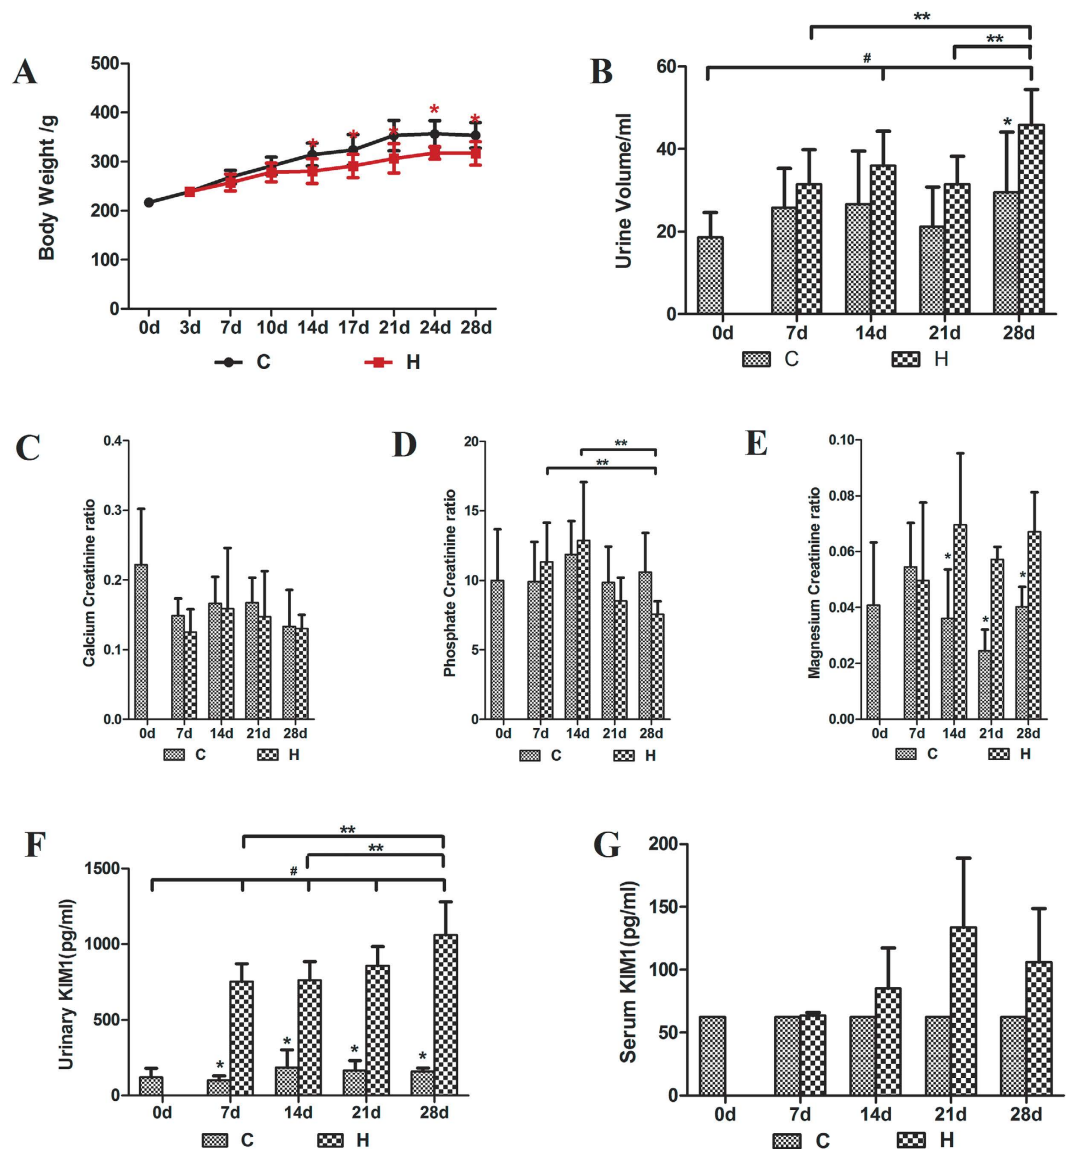 A
Body Weight /g
500
400
300
200
100
0
* * * * *
0d 3d 7d 10d 14d 17d 21d 24d 28d
C H
B
Urine Volume/ml
**
**
#
60
40
20
0
*
0d 7d 14d 21d 28d
C H
C
Calcium Creatinine ratio
0.4
0.3
0.2
0.1
0.0
0d 7d 14d 21d 28d
C H
D
Phosphate Creatinine ratio
**
**
20
15
10
5
0
0d 7d 14d 21d 28d
C H
E
Magnesium Creatinine ratio
0.10
0.08
0.06
0.04
0.02
0.00
* * *
0d 7d 14d 21d 28d
C H
F
Urinary KIM1(pg/ml)
**
**
#
1500
1000
500
0
* * * *
0d 7d 14d 21d 28d
C H
G
Serum KIM1(pg/ml)
200
150
100
50
0
0d 7d 14d 21d 28d
C H